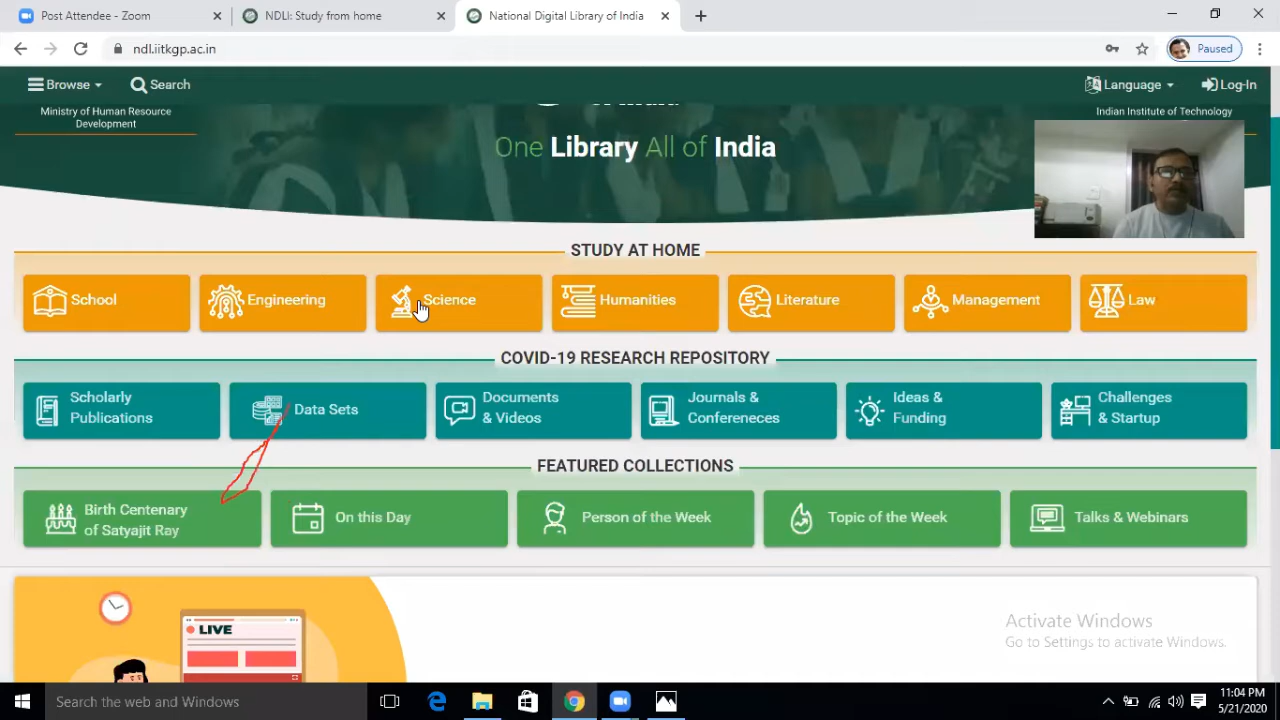 Post Attendee - Zoom
NDLI: Study from home
National Digital Library of India
ndl.iitkgp.ac.in
Paused
Browse
Search
Language
Log-In
Ministry of Human Resource
Development
Indian Institute of Technology
One Library All of India
STUDY AT HOME
School
Engineering
Science
Humanities
Literature
Management
Law
COVID-19 RESEARCH REPOSITORY
Scholarly
Publications
Data Sets
Documents
& Videos
Journals &
Confereneces
Ideas &
Funding
Challenges
& Startup
FEATURED COLLECTIONS
Birth Centenary
of Satyajit Ray
On this Day
Person of the Week
Topic of the Week
Talks & Webinars
LIVE
Activate Windows
Go to Settings to activate Windows.
Search the web and Windows
11:04 PM
5/21/2020